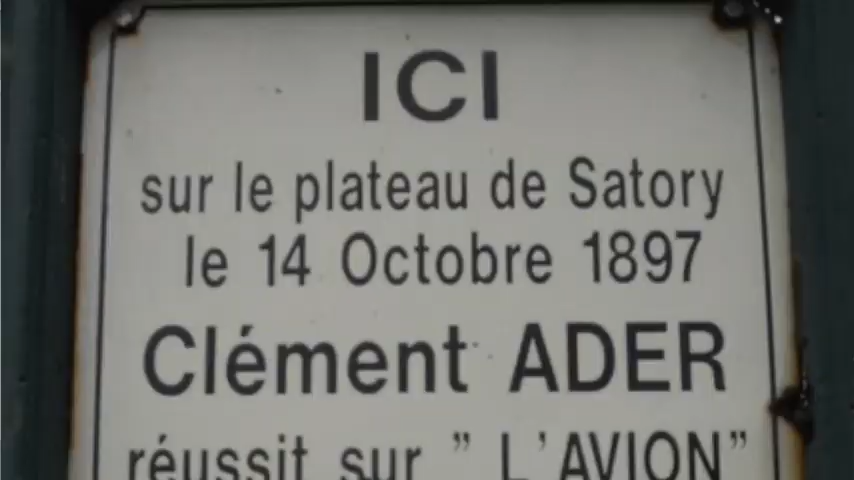 ICI
sur le plateau de Satory
le 14 Octobre 1897
Clément ADER
réussit sur " L'AVION"